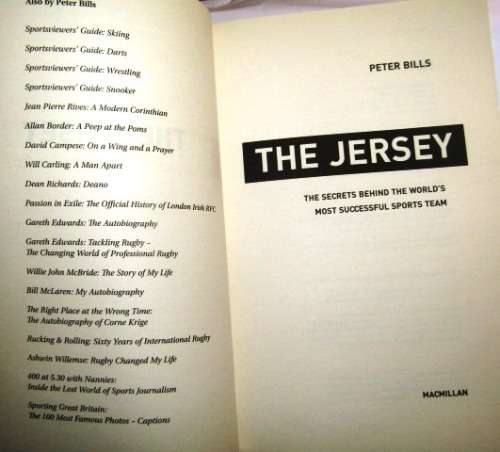 Also by Peter Bills
Sportsviewers' Guide: Skiing
Sportsviewers' Guide: Darts
Sportsviewers' Guide: Wrestling
Sportsviewers' Guide: Snooker
Jean Pierre Rives: A Modern Corinthian
Allan Border: A Peep at the Poms
David Campese: On a Wing and a Prayer
Will Carling: A Man Apart
Dean Richards: Deano
Passion in Exile: The Official History of London Irish RFC
Gareth Edwards: The Autobiography
Gareth Edwards: Tackling Rugby –
The Changing World of Professional Rugby
Willie John McBride: The Story of My Life
Bill McLaren: My Autobiography
The Right Place at the Wrong Time:
The Autobiography of Corne Krige
Rucking & Rolling: Sixty Years of International Rugby
Ashwin Willemse: Rugby Changed My Life
400 at 5.30 with Nannies:
Inside the Lost World of Sports Journalism
Sporting Great Britain:
The 100 Most Famous Photos – Captions
PETER BILLS
THE JERSEY
THE SECRETS BEHIND THE WORLD'S
MOST SUCCESSFUL SPORTS TEAM
MACMILLAN